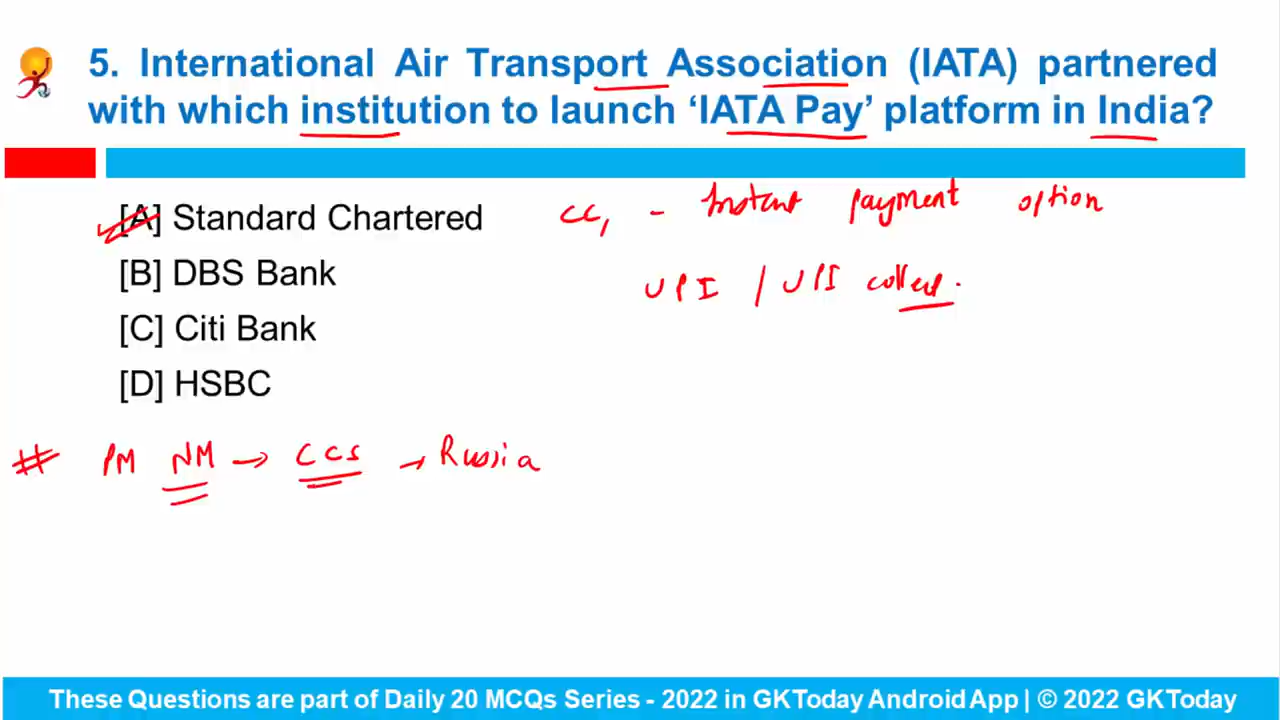 5. International Air Transport Association (IATA) partnered
with which institution to launch ‘IATA Pay’ platform in India?
[A] Standard Chartered
CC, - Instant payment option
[B] DBS Bank
UPI / UPI collect.
[C] Citi Bank
[D] HSBC
# PM NM → CCS → Russia
These Questions are part of Daily 20 MCQs Series - 2022 in GKToday Android App | © 2022 GKToday